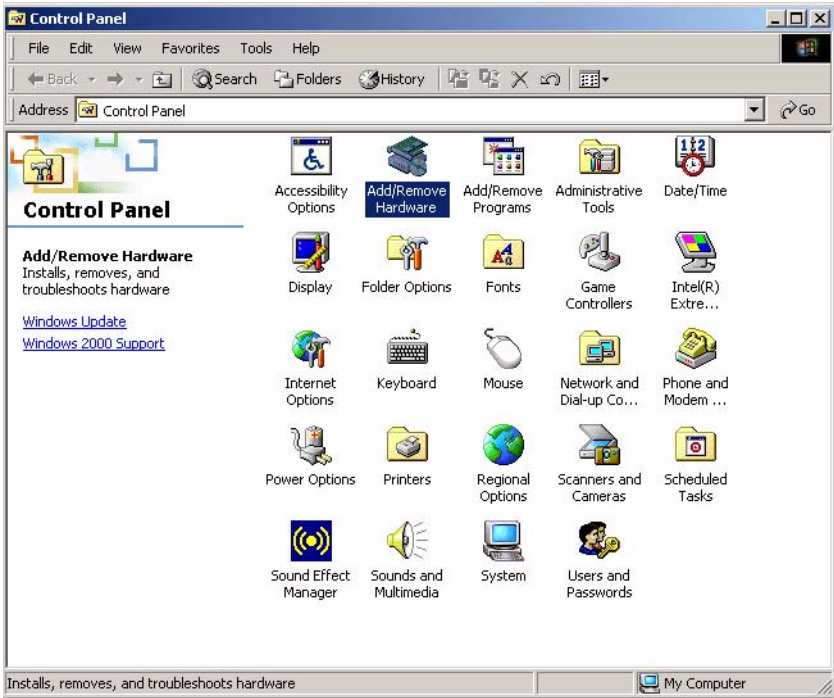 Control Panel
File Edit View Favorites Tools Help
Back Search Folders History
Address Control Panel Go
Control Panel
Add/Remove Hardware
Installs, removes, and
troubleshoots hardware
Windows Update
Windows 2000 Support
Accessibility
Options
Add/Remove
Hardware
Add/Remove
Programs
Administrative
Tools
12
Date/Time
Display
Folder Options
Fonts
Game
Controllers
Intel(R)
Extre...
Internet
Options
Keyboard
Mouse
Network and
Dial-up Co...
Phone and
Modem ...
Power Options
Printers
Regional
Options
Scanners and
Cameras
Scheduled
Tasks
Sound Effect
Manager
Sounds and
Multimedia
System
Users and
Passwords
Installs, removes, and troubleshoots hardware My Computer